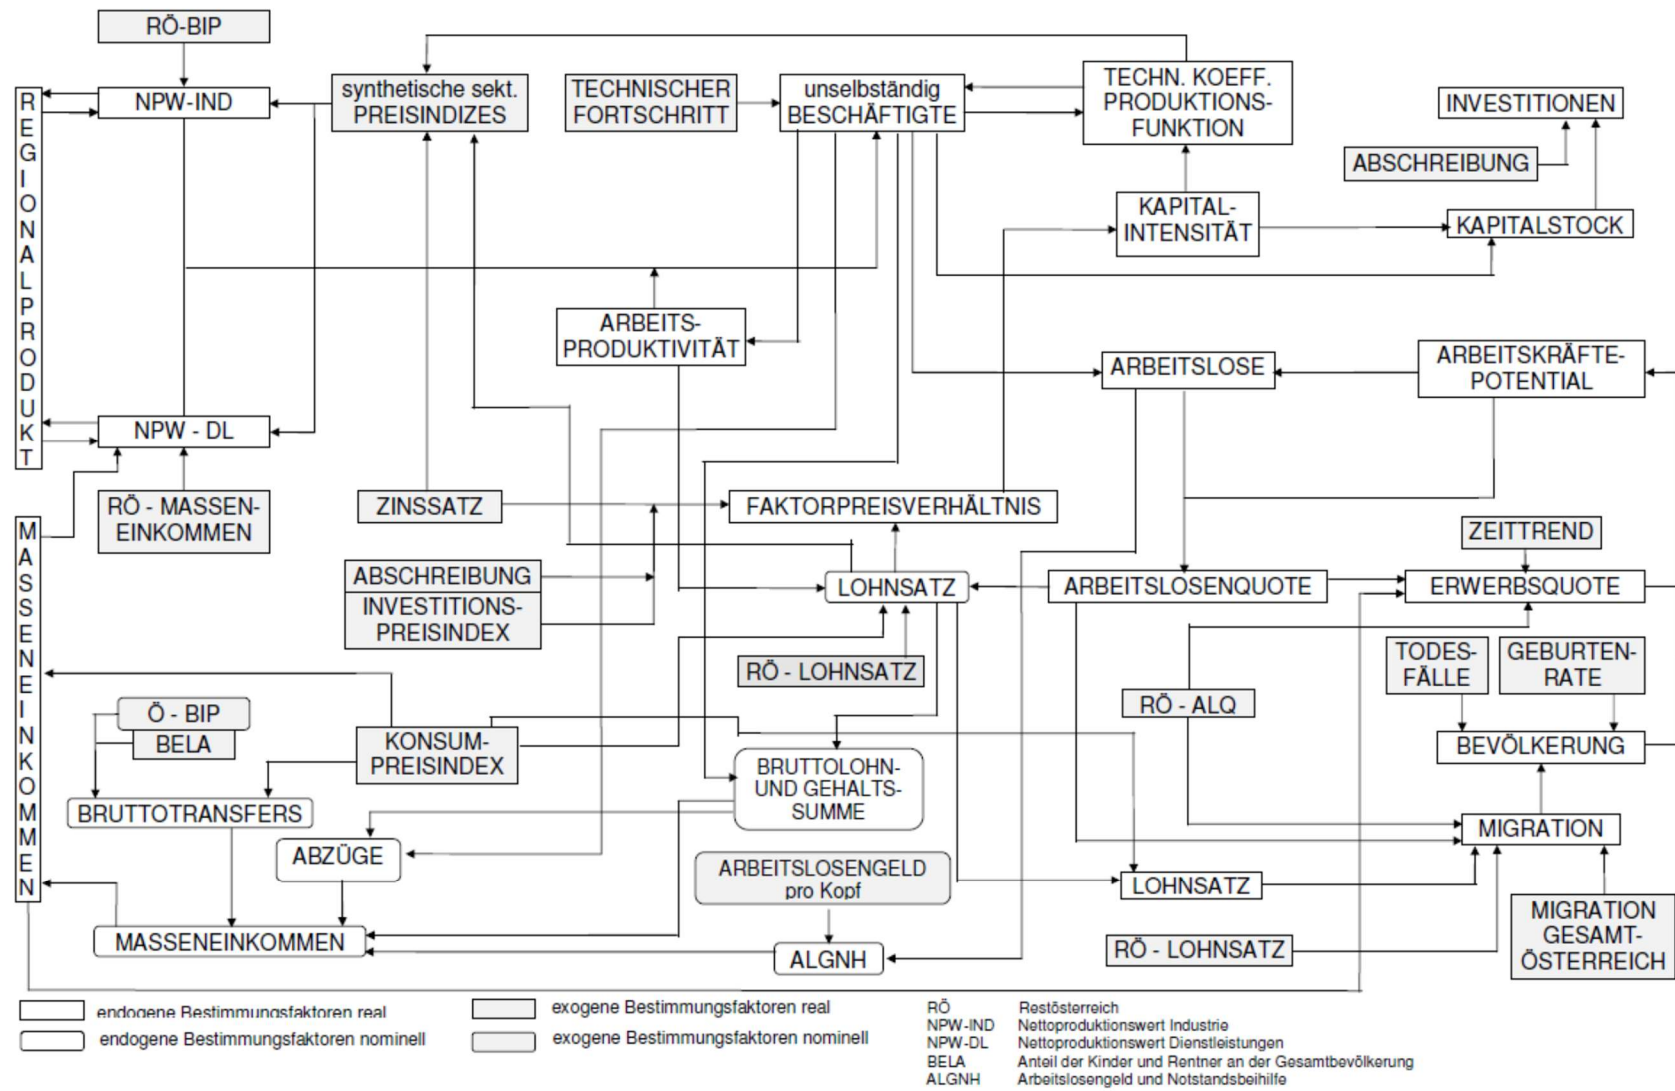 RÖ-BIP
REGIONALPRODUKT
NPW-IND
synthetische sekt.
PREISINDIZES
TECHNISCHER
FORTSCHRITT
unselbständig
BESCHÄFTIGTE
TECHN. KOEFF.
PRODUKTIONS-
FUNKTION
INVESTITIONEN
ABSCHREIBUNG
KAPITAL-
INTENSITÄT
KAPITALSTOCK
ARBEITS-
PRODUKTIVITÄT
ARBEITSLOSE
ARBEITSKRÄFTE-
POTENTIAL
NPW - DL
RÖ - MASSEN-
EINKOMMEN
ZINSSATZ
FAKTORPREISVERHÄLTNIS
ZEITTREND
MASSENEINKOMMEN
ABSCHREIBUNG
INVESTITIONS-
PREISINDEX
LOHNSATZ
ARBEITSLOSENQUOTE
ERWERBSQUOTE
RÖ - LOHNSATZ
TODES-
FÄLLE
GEBURTEN-
RATE
RÖ - ALQ
Ö - BIP
BELA
KONSUM-
PREISINDEX
BEVÖLKERUNG
BRUTTOLOHN-
UND GEHALTS-
SUMME
BRUTTOTRANSFERS
MIGRATION
ABZÜGE
ARBEITSLOSENGELD
pro Kopf
LOHNSATZ
MIGRATION
GESAMT-
ÖSTERREICH
MASSENEINKOMMEN
ALGNH
RÖ - LOHNSATZ
endogene Bestimmungsfaktoren real
endogene Bestimmungsfaktoren nominell
exogene Bestimmungsfaktoren real
exogene Bestimmungsfaktoren nominell
RÖ Restösterreich
NPW-IND Nettoproduktionswert Industrie
NPW-DL Nettoproduktionswert Dienstleistungen
BELA Anteil der Kinder und Rentner an der Gesamtbevölkerung
ALGNH Arbeitslosengeld und Notstandsbeihilfe